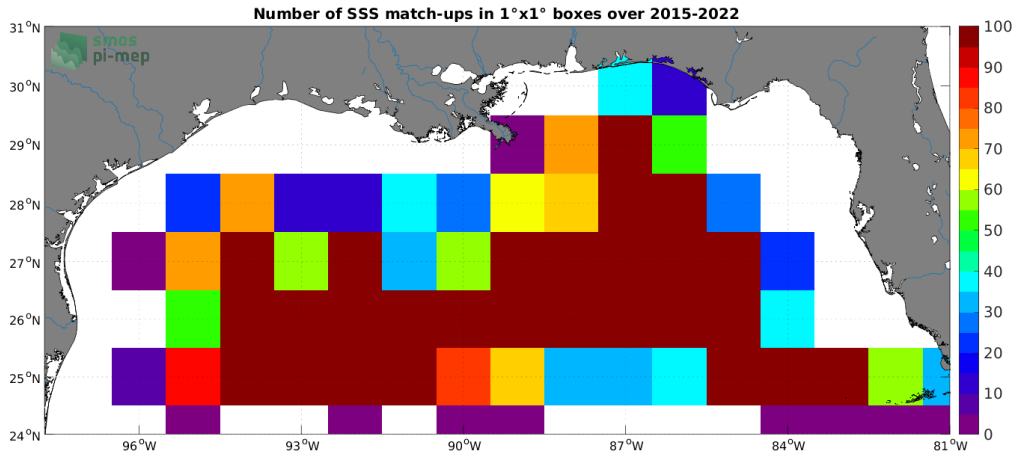 Number of SSS match-ups in 1°x1° boxes over 2015-2022
smos
pi-mep
31°N
30°N
29°N
28°N
27°N
26°N
25°N
24°N
96°W
93°W
90°W
87°W
84°W
81°W
100
90
80
70
60
50
40
30
20
10
0